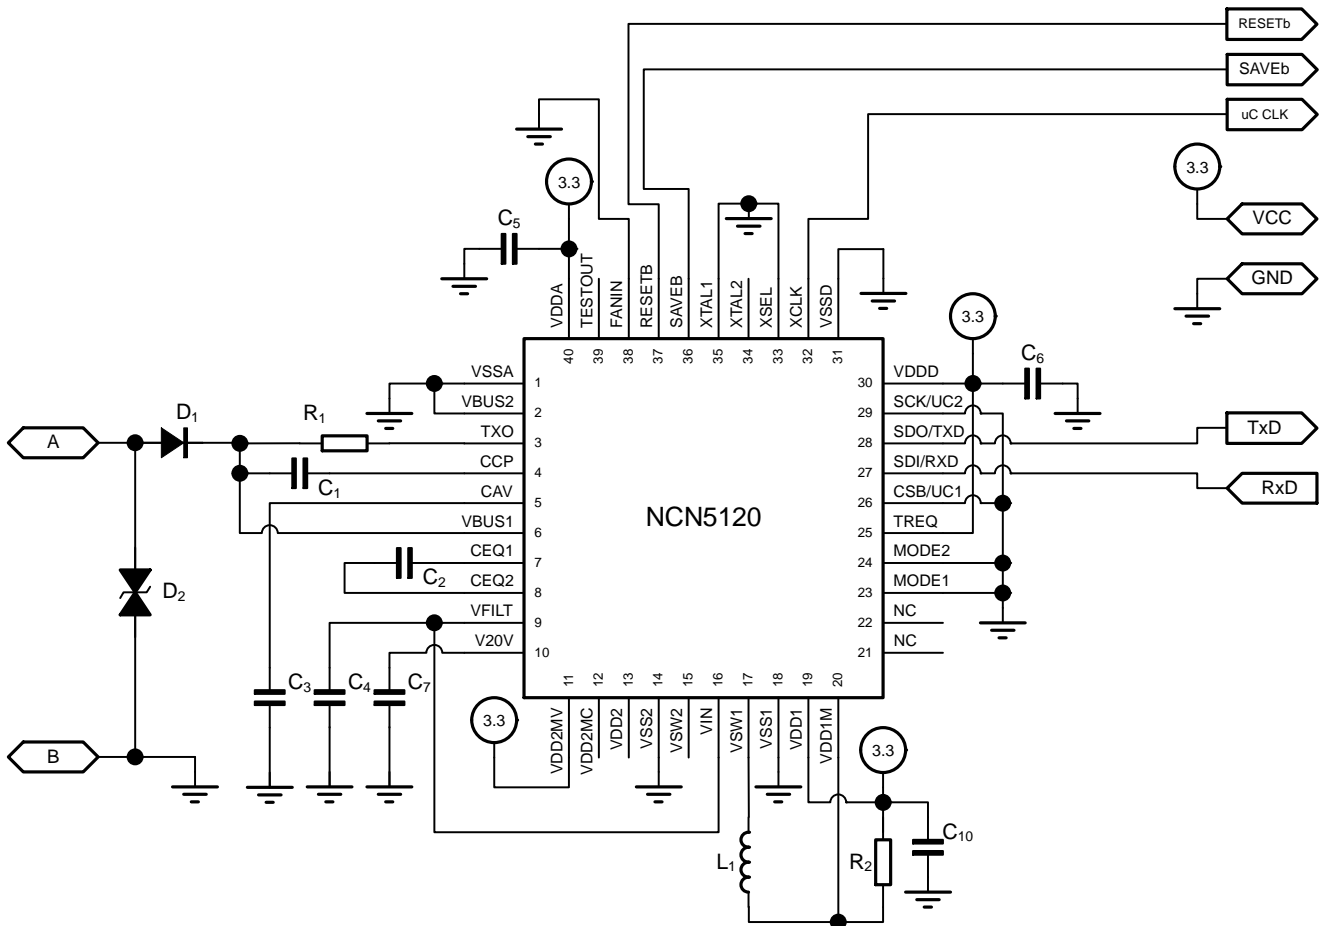 RESETb
SAVEb
uC CLK
3.3
3.3
VCC
C5
GND
VDDA
TESTOUT
FANIN
RESETB
SAVEB
XTAL1
XTAL2
XSEL
XCLK
VSSD
3.3
40
39
38
37
36
35
34
33
32
31
C6
VSSA
1
30
VDDD
VBUS2
2
29
SCK/UC2
A
D1
R1
TXO
3
28
SDO/TXD
TxD
CCP
4
27
SDI/RXD
C1
RxD
CAV
5
26
CSB/UC1
NCN5120
VBUS1
6
25
TREQ
CEQ1
7
24
MODE2
C2
D2
CEQ2
8
23
MODE1
VFILT
9
22
NC
V20V
10
21
NC
C3
C4
C7
11
12
13
14
15
16
17
18
19
20
3.3
VDD2MV
VDD2MC
VDD2
VSS2
VSW2
VIN
VSW1
VSS1
VDD1
VDD1M
3.3
B
C10
L1
R2